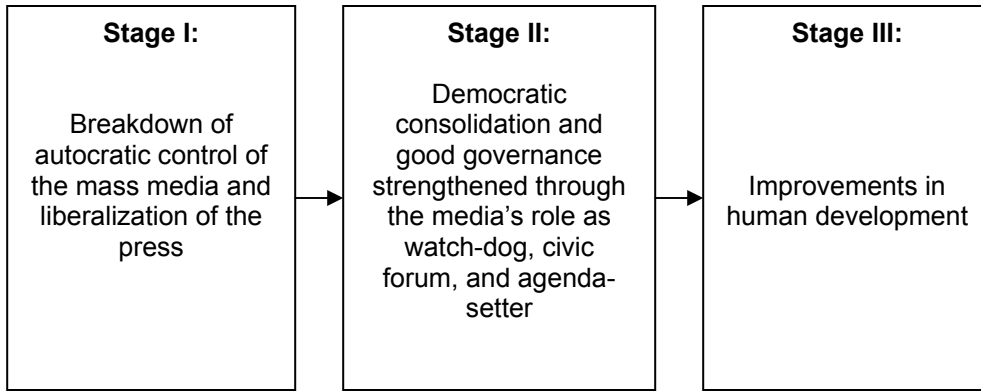 Stage I:
Breakdown of
autocratic control of
the mass media and
liberalization of the
press
Stage II:
Democratic
consolidation and
good governance
strengthened through
the media’s role as
watch-dog, civic
forum, and agenda-
setter
Stage III:
Improvements in
human development